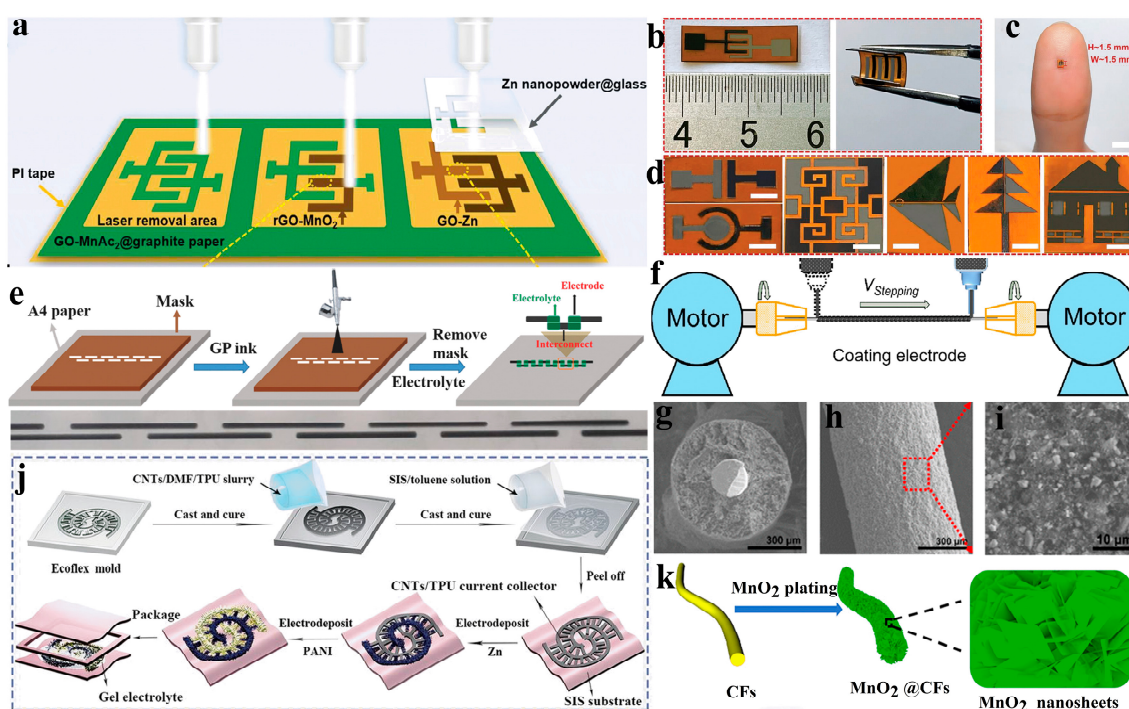 a
Zn nanopowder@glass
PI tape
Laser removal area
rGO-MnO2
GO-Zn
GO-MnAc2@graphite paper
b
4 5 6
c
H~1.5 mm
W~1.5 mm
d
e
A4 paper
Mask
GP ink
Remove
mask
Electrolyte
Electrolyte
Electrode
Interconnect
f
Motor
VStepping
Motor
Coating electrode
g
300 µm
h
300 µm
i
10 µm
j
CNTs/DMF/TPU slurry
SIS/toluene solution
Cast and cure
Cast and cure
Ecoflex mold
Peel off
CNTs/TPU current collector
Package
Electrodeposit
PANI
Electrodeposit
Zn
Gel electrolyte
SIS substrate
k
MnO2 plating
CFs
MnO2 @CFs
MnO2 nanosheets